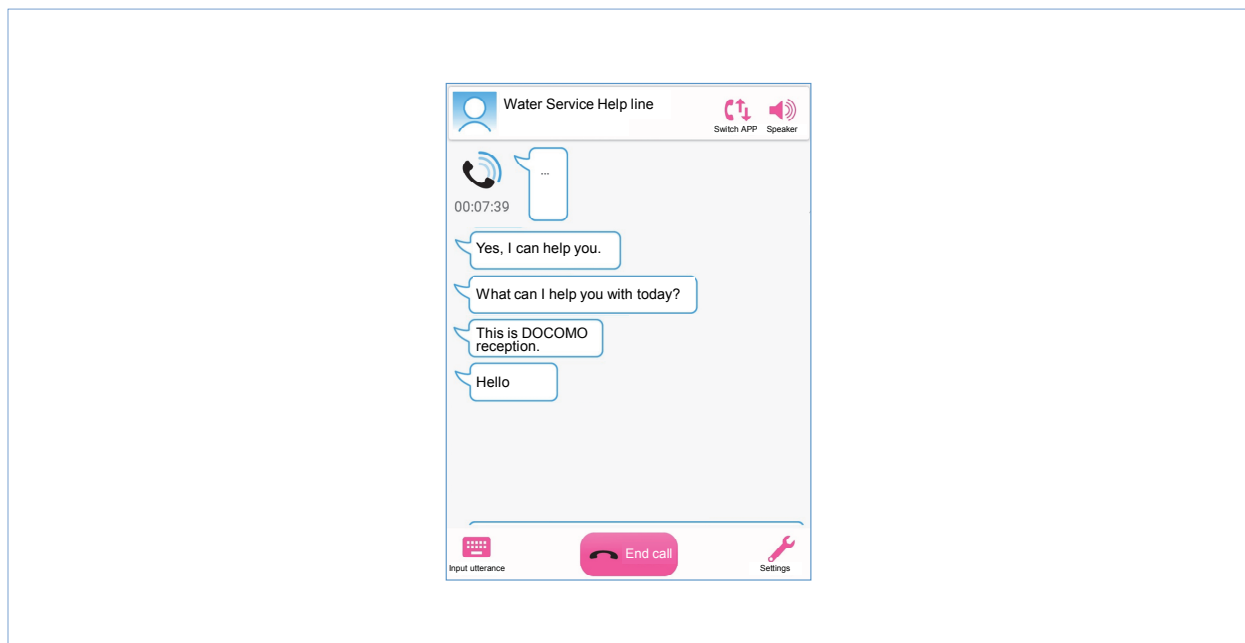 Water Service Help line
Switch APP
Speaker
...
00:07:39
Yes, I can help you.
What can I help you with today?
This is DOCOMO
reception.
Hello
Input utterance
End call
Settings